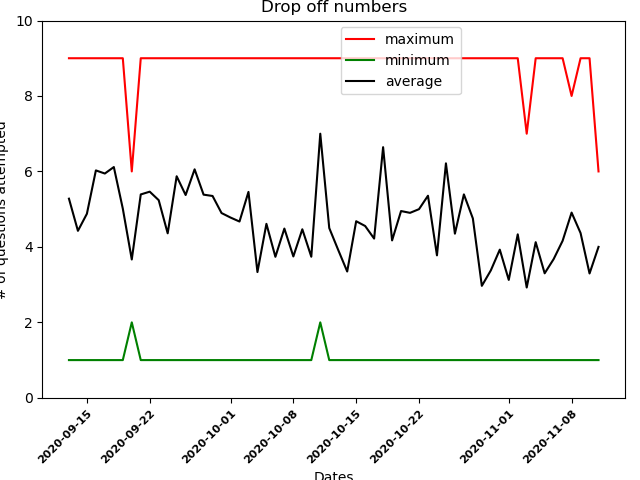 Drop off numbers
maximum
minimum
average
# of questions attempted
10
8
6
4
2
0
2020-09-15
2020-09-22
2020-10-01
2020-10-08
2020-10-15
2020-10-22
2020-11-01
2020-11-08
Dates